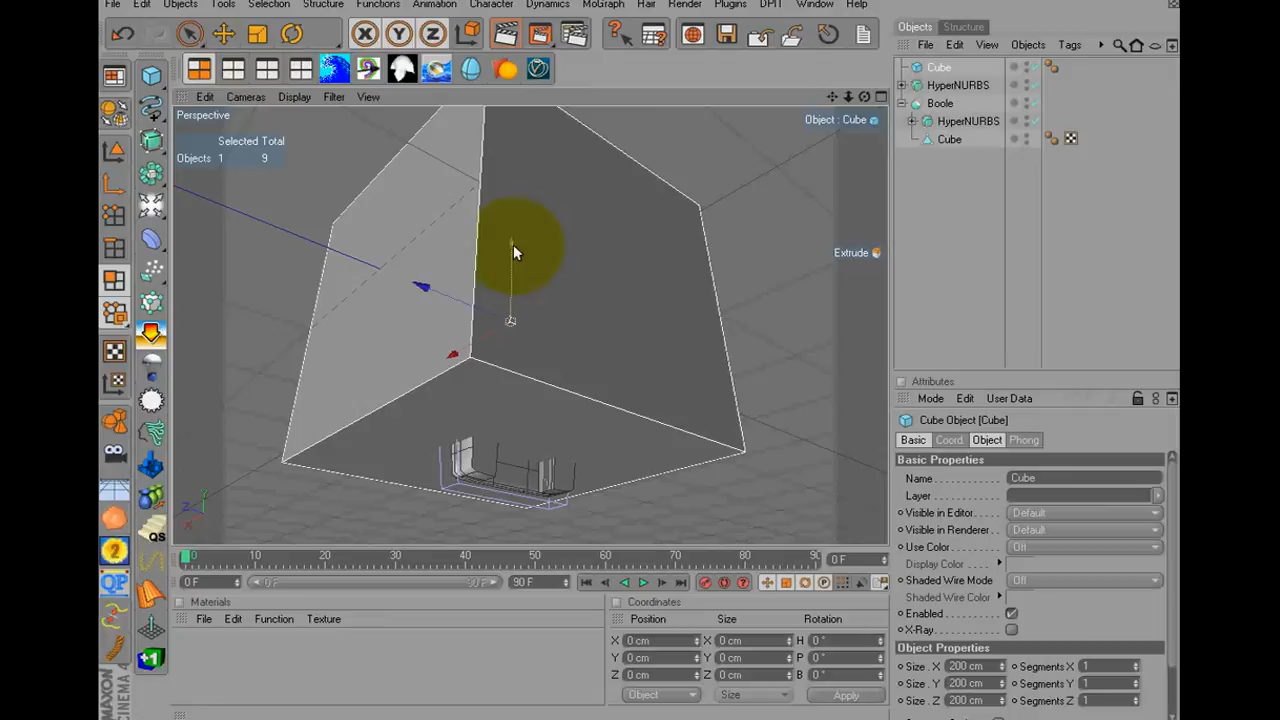 File Edit Objects Tools Selection Structure Functions Animation Character Dynamics MoGraph Hair Render Plugins DPIT Window Help
X Y Z
Objects Structure
File Edit View Objects Tags
Cube
HyperNURBS
Boole
HyperNURBS
Cube
Edit Cameras Display Filter View
Perspective
Object : Cube
Selected Total
Objects 1 9
Extrude
Attributes
Mode Edit User Data
Cube Object [Cube]
Basic Coord. Object Phong
Basic Properties
Name Cube
Layer
Visible in Editor Default
Visible in Renderer Default
Use Color Off
Display Color
Shaded Wire Mode Off
Shaded Wire Color
Enabled
X-Ray
Object Properties
Size . X 200 cm Segments X 1
Size . Y 200 cm Segments Y 1
Size . Z 200 cm Segments Z 1
QS
2
QP
+1
Y
Z
X
0 10 20 30 40 50 60 70 80 90 0 F
0 F 0 F 90 F 90 F
P
Materials
File Edit Function Texture
Coordinates
Position Size Rotation
X 0 cm X 0 cm H 0 °
Y 0 cm Y 0 cm P 0 °
Z 0 cm Z 0 cm B 0 °
Object Size Apply
MAXON
CINEMA 4